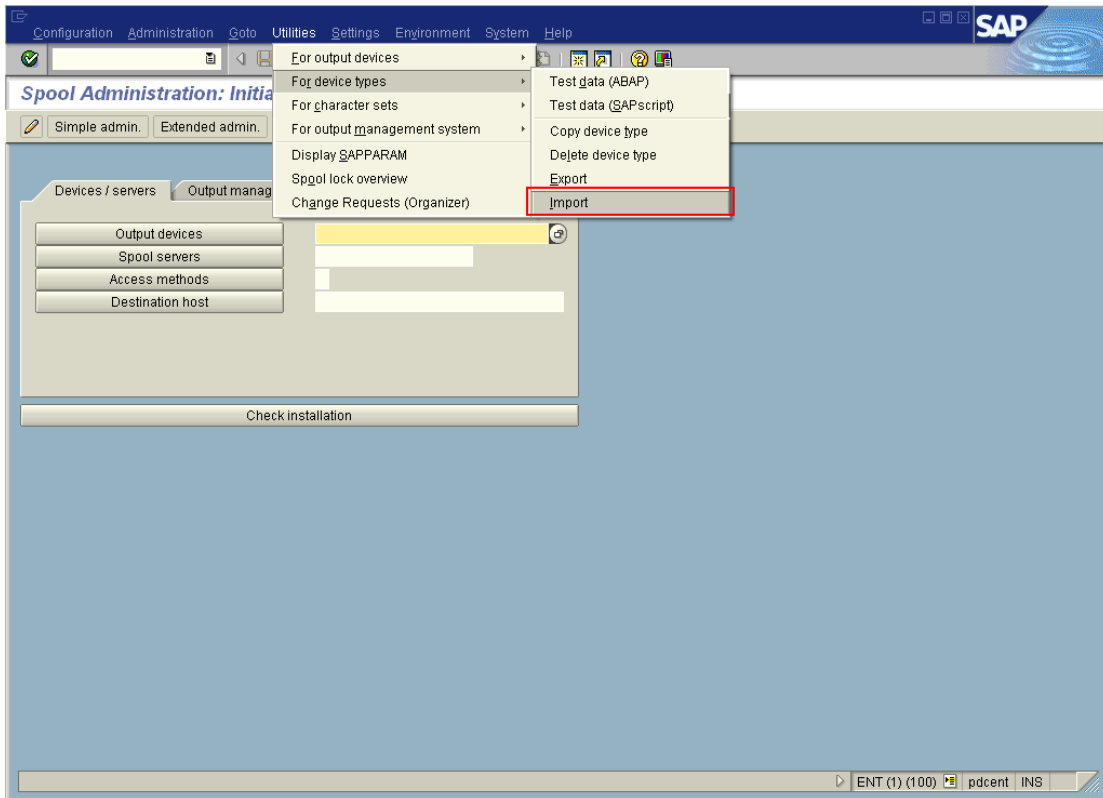 Configuration Administration Goto Utilities Settings Environment System Help
SAP
For output devices
Spool Administration: Initia
For device types
Test data (ABAP)
For character sets
Test data (SAPscript)
Simple admin. Extended admin.
For output management system
Copy device type
Display SAPPARAM
Delete device type
Spool lock overview
Export
Devices / servers Output manag
Change Requests (Organizer)
Import
Output devices
Spool servers
Access methods
Destination host
Check installation
ENT (1) (100) pdcent INS